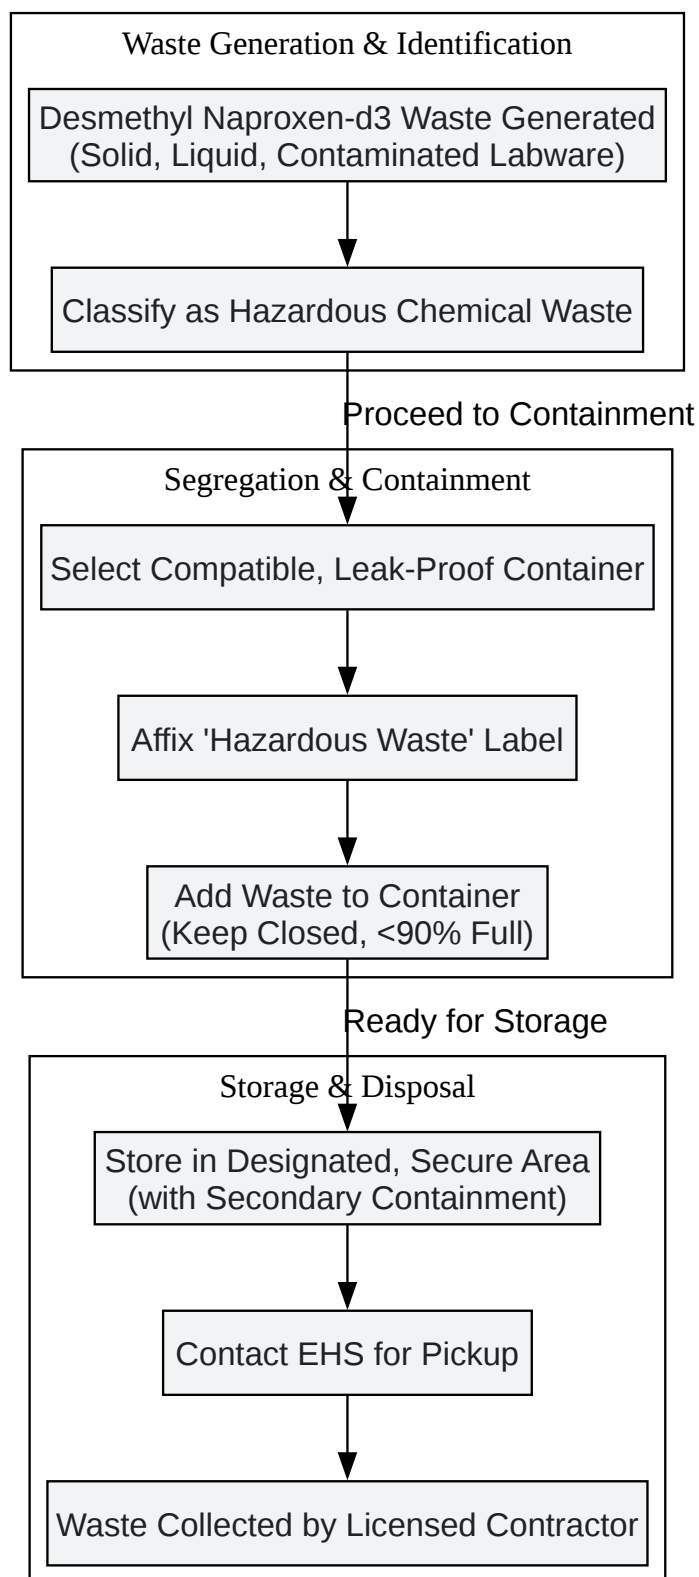 Waste Generation & Identification
Desmethyl Naproxen-d3 Waste Generated
(Solid, Liquid, Contaminated Labware)
Classify as Hazardous Chemical Waste
Proceed to Containment
Segregation & Containment
Select Compatible, Leak-Proof Container
Affix 'Hazardous Waste' Label
Add Waste to Container
(Keep Closed, <90% Full)
Ready for Storage
Storage & Disposal
Store in Designated, Secure Area
(with Secondary Containment)
Contact EHS for Pickup
Waste Collected by Licensed Contractor